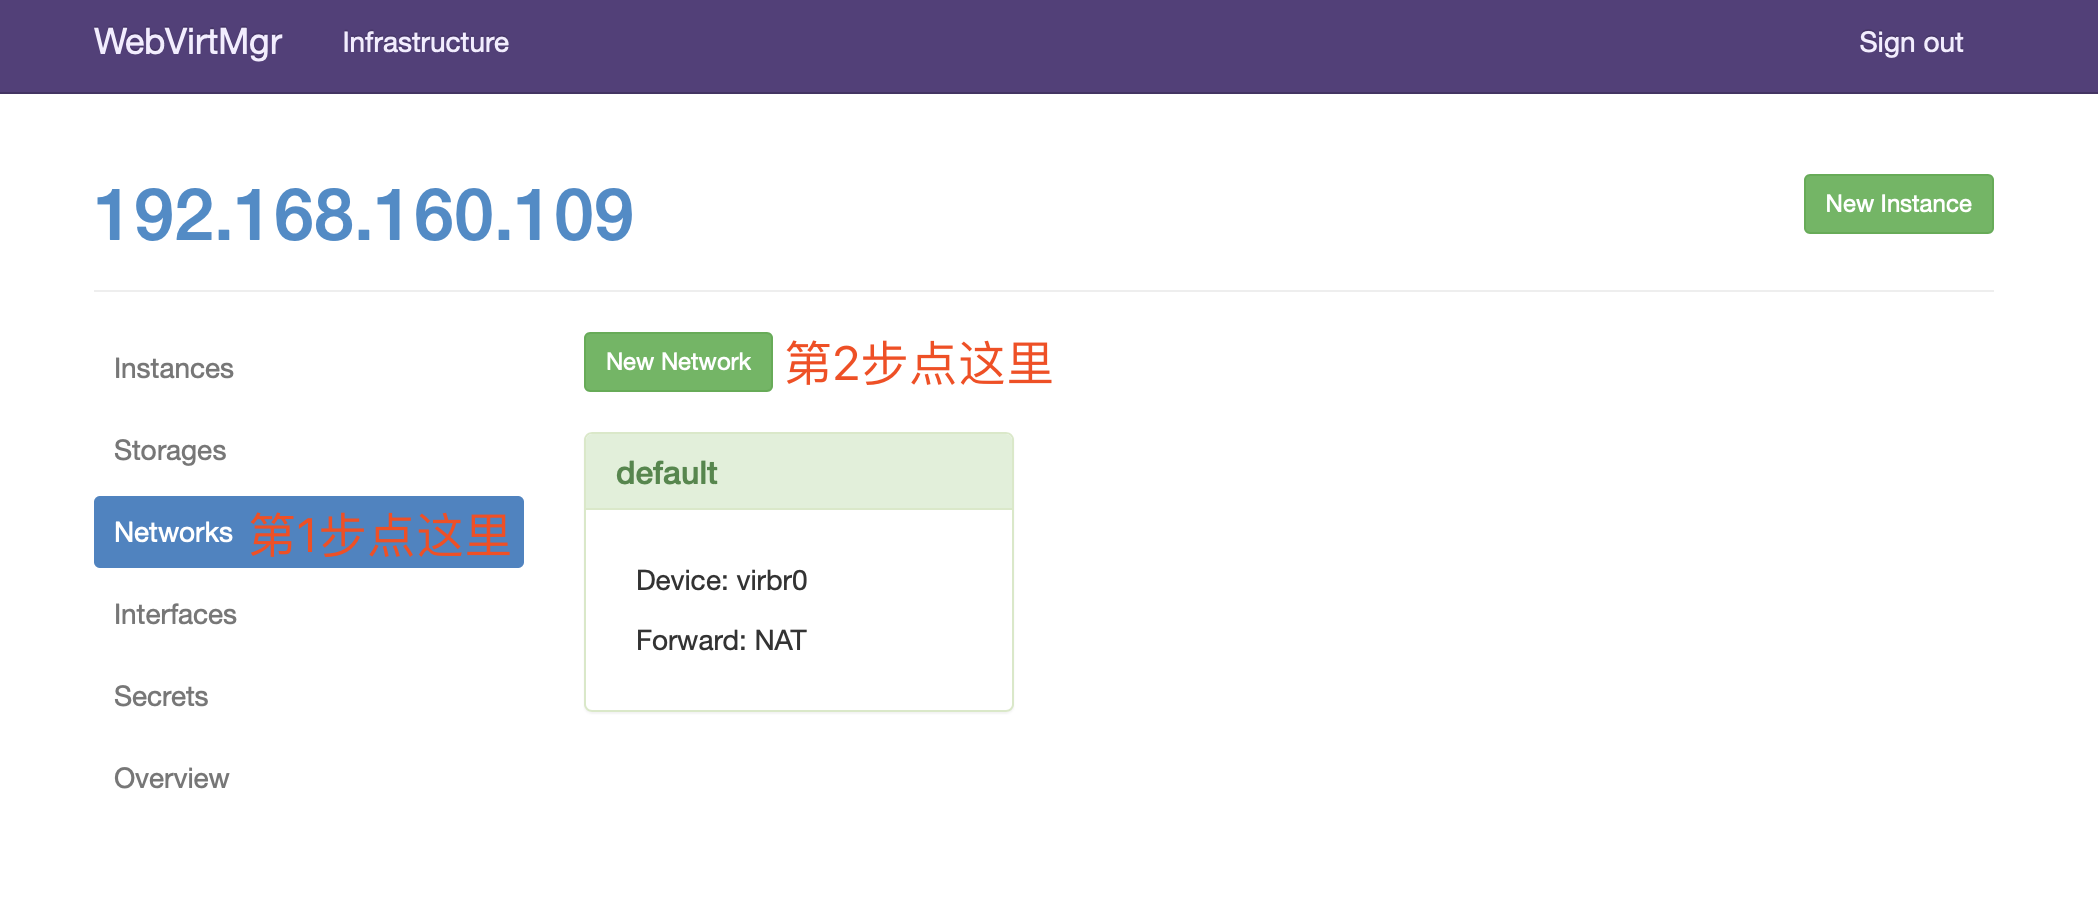 WebVirtMgr Infrastructure Sign out
192.168.160.109
New Instance
Instances
Storages
Networks 第1步点这里
Interfaces
Secrets
Overview
New Network 第2步点这里
default
Device: virbr0
Forward: NAT